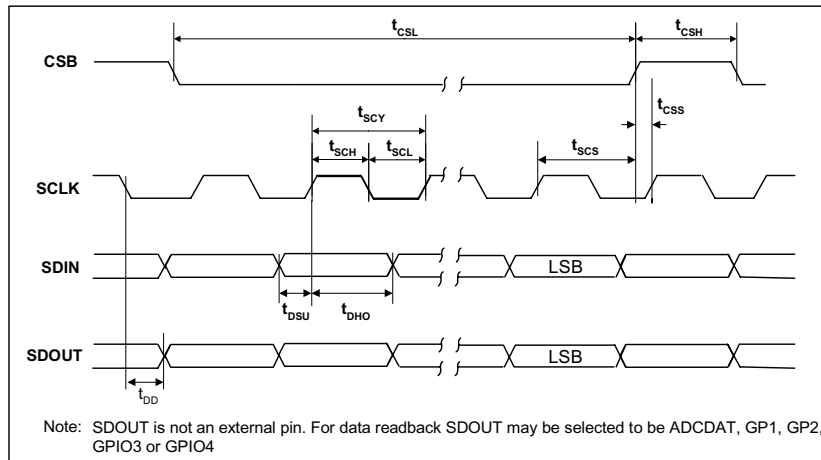 tCSL
tCSH
CSB
tCSS
tSCY
tSCH
tSCL
tSCS
SCLK
SDIN
LSB
tDSU
tDHO
SDOUT
LSB
tDD
Note: SDOUT is not an external pin. For data readback SDOUT may be selected to be ADCDAT, GP1, GP2,
GPIO3 or GPIO4